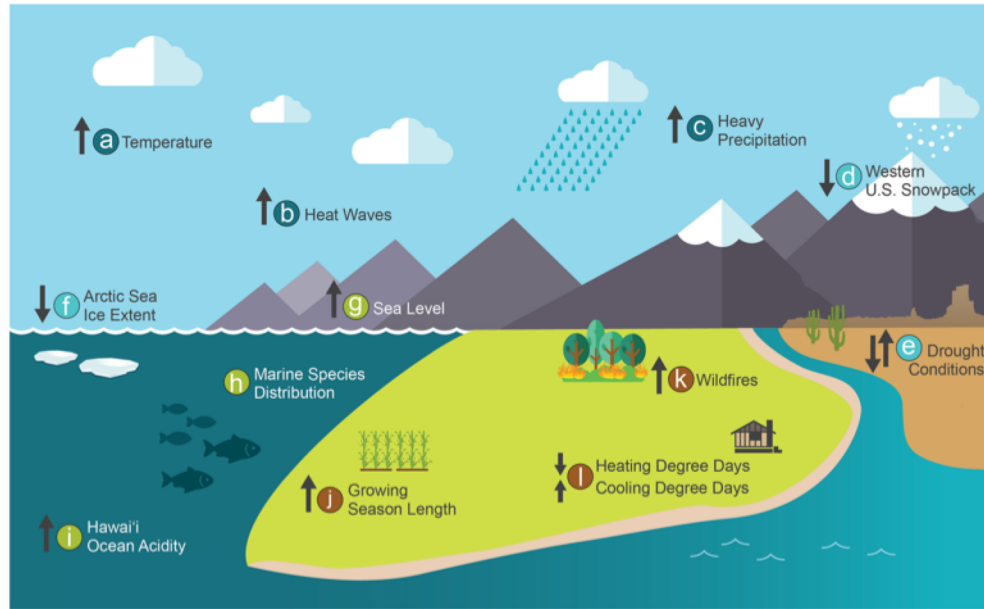 a Temperature
b Heat Waves
c Heavy
Precipitation
d Western
U.S. Snowpack
f Arctic Sea
Ice Extent
g Sea Level
e Drought
Conditions
h Marine Species
Distribution
k Wildfires
j Growing
Season Length
l Heating Degree Days
Cooling Degree Days
i Hawaiʻi
Ocean Acidity